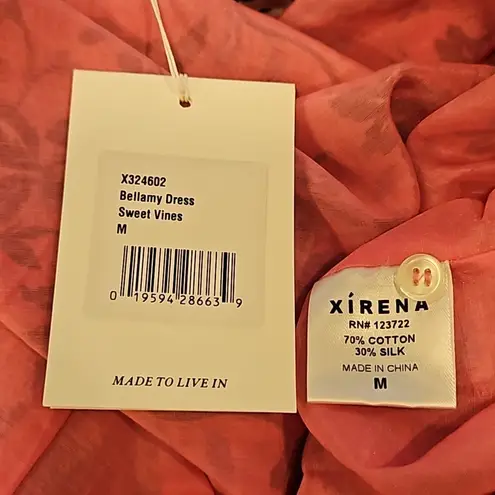 X324602
Bellamy Dress
Sweet Vines
M
0 19594 28663 9
MADE TO LIVE IN
XíRENA
RN# 123722
70% COTTON
30% SILK
MADE IN CHINA
M